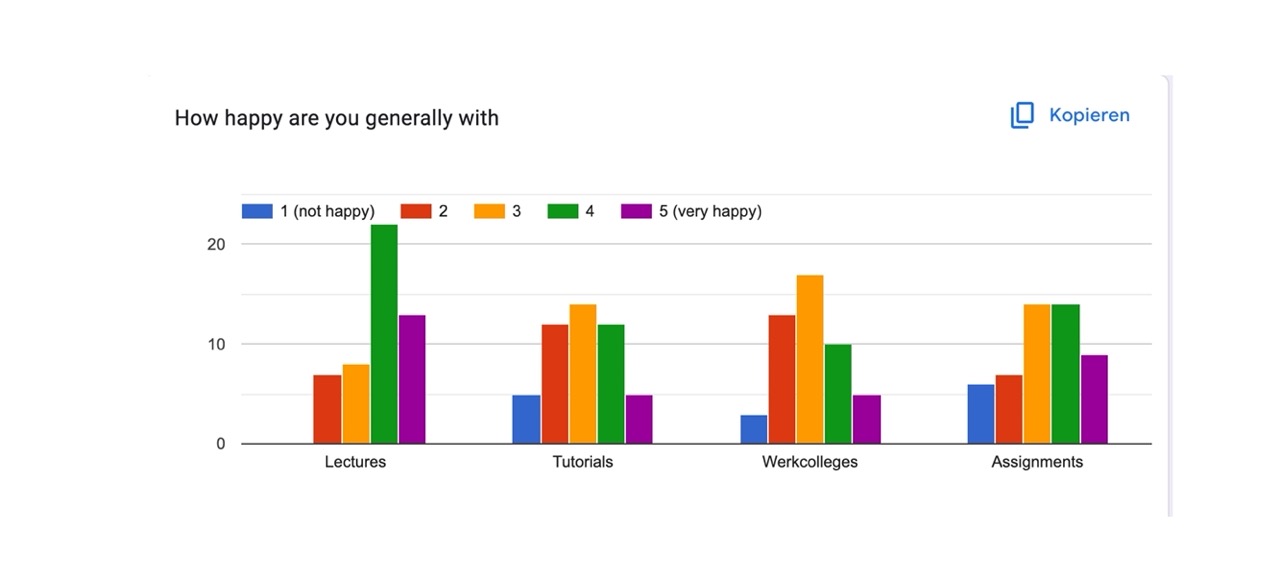 How happy are you generally with
Kopieren
1 (not happy) 2 3 4 5 (very happy)
20
10
0
Lectures Tutorials Werkcolleges Assignments